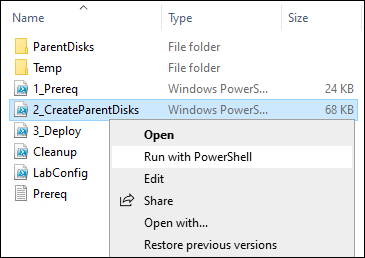 Name Type Size
ParentDisks File folder
Temp File folder
1_Prereq Windows PowerS... 24 KB
2_CreateParentDisks Windows PowerS... 68 KB
3_Deploy
Cleanup
LabConfig
Prereq
Open
Run with PowerShell
Edit
Share
Open with...
Restore previous versions